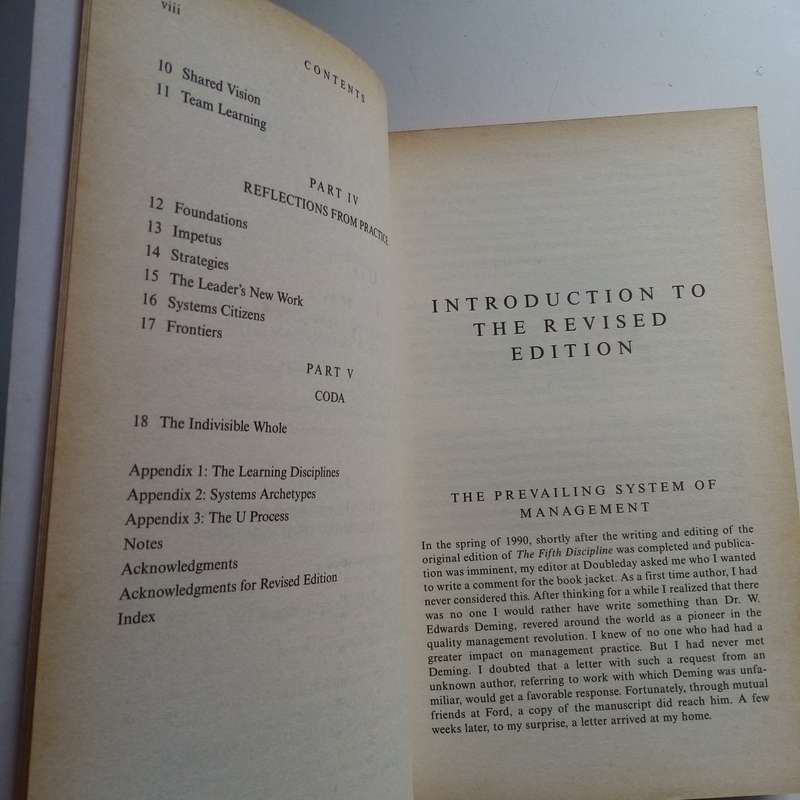 viii
CONTENTS
10 Shared Vision
11 Team Learning
PART IV
REFLECTIONS FROM PRACTICE
12 Foundations
13 Impetus
14 Strategies
15 The Leader's New Work
16 Systems Citizens
17 Frontiers
PART V
CODA
18 The Indivisible Whole
Appendix 1: The Learning Disciplines
Appendix 2: Systems Archetypes
Appendix 3: The U Process
Notes
Acknowledgments
Acknowledgments for Revised Edition
Index
INTRODUCTION TO
THE REVISED
EDITION
THE PREVAILING SYSTEM OF
MANAGEMENT
In the spring of 1990, shortly after the writing and editing of the
original edition of The Fifth Discipline was completed and publica-
tion was imminent, my editor at Doubleday asked me who I wanted
to write a comment for the book jacket. As a first time author, I had
never considered this. After thinking for a while I realized that there
was no one I would rather have write something than Dr. W.
Edwards Deming, revered around the world as a pioneer in the
quality management revolution. I knew of no one who had had a
greater impact on management practice. But I had never met
Deming. I doubted that a letter with such a request from an
unknown author, referring to work with which Deming was unfa-
miliar, would get a favorable response. Fortunately, through mutual
friends at Ford, a copy of the manuscript did reach him. A few
weeks later, to my surprise, a letter arrived at my home.